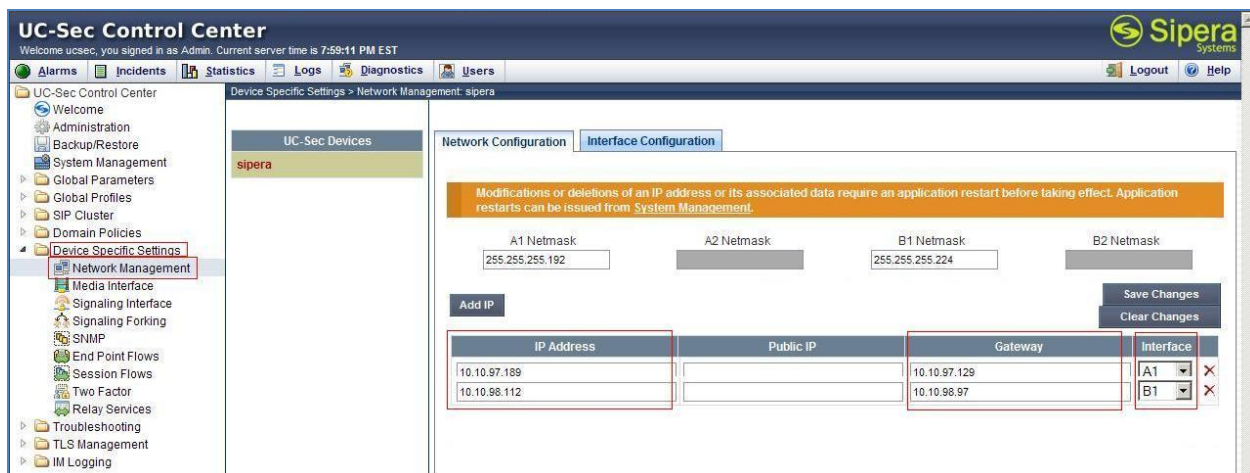 UC-Sec Control Center
Welcome ucsec, you signed in as Admin. Current server time is 7:59:11 PM EST
Sipera
Systems
Alarms Incidents Statistics Logs Diagnostics Users Logout Help
UC-Sec Control Center
Welcome
Administration
Backup/Restore
System Management
Global Parameters
Global Profiles
SIP Cluster
Domain Policies
Device Specific Settings
Network Management
Media Interface
Signaling Interface
Signaling Forking
SNMP
End Point Flows
Session Flows
Two Factor
Relay Services
Troubleshooting
TLS Management
IM Logging
Device Specific Settings > Network Management: sipera
UC-Sec Devices
sipera
Network Configuration Interface Configuration
Modifications or deletions of an IP address or its associated data require an application restart before taking effect. Application
restarts can be issued from System Management.
A1 Netmask A2 Netmask B1 Netmask B2 Netmask
255.255.255.192 255.255.255.224
Add IP
Save Changes
Clear Changes
IP Address Public IP Gateway Interface
10.10.97.189 10.10.97.129 A1
10.10.98.112 10.10.98.97 B1